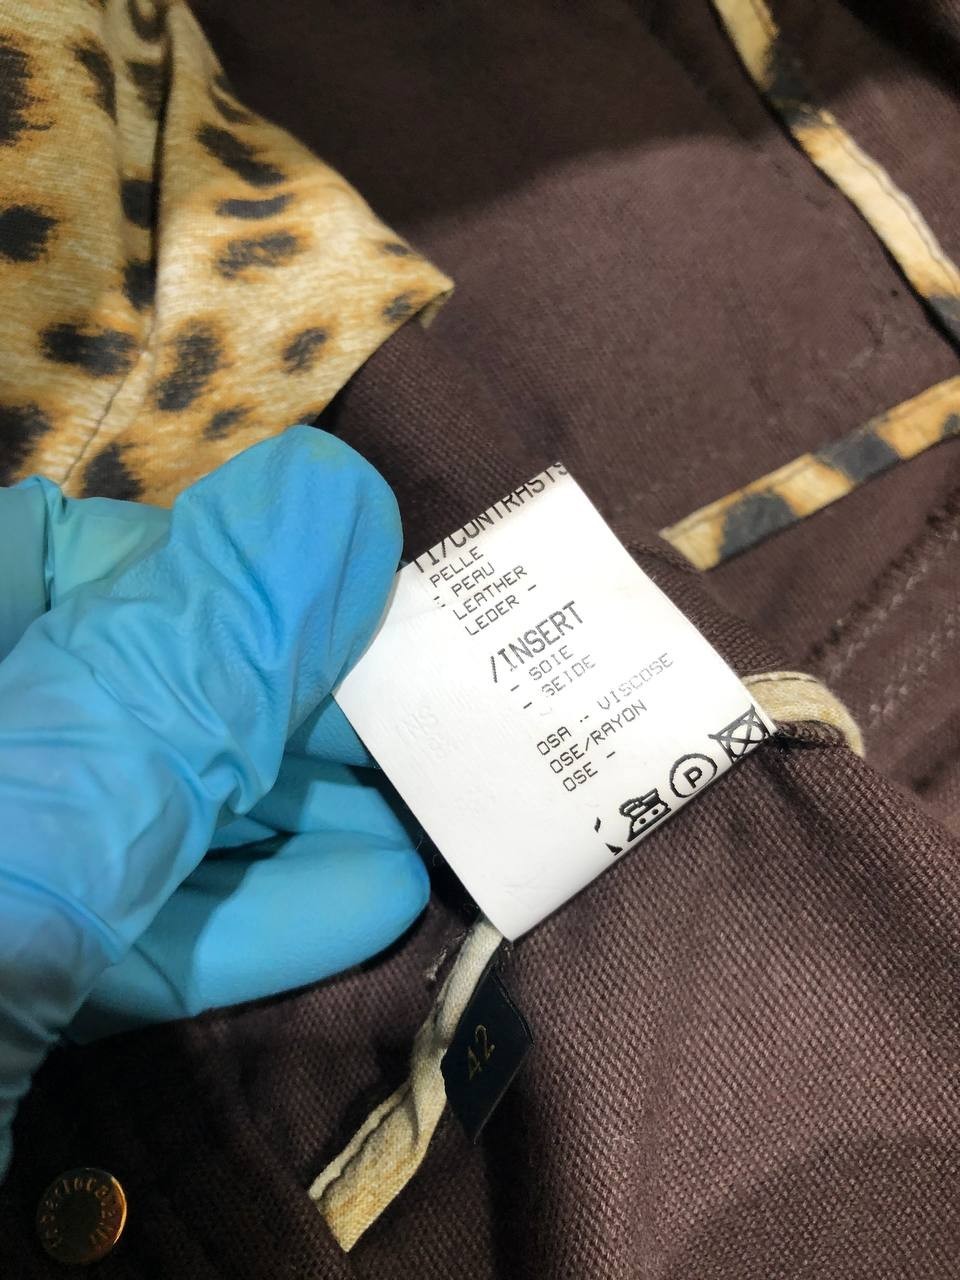 TI/CONTRASTS
PELLE
- PEAU
LEATHER
LEDER -
/INSERT
- SOIE
- SEIDE
OSA -- VISCOSE
OSE/RAYON
OSE -
P
42